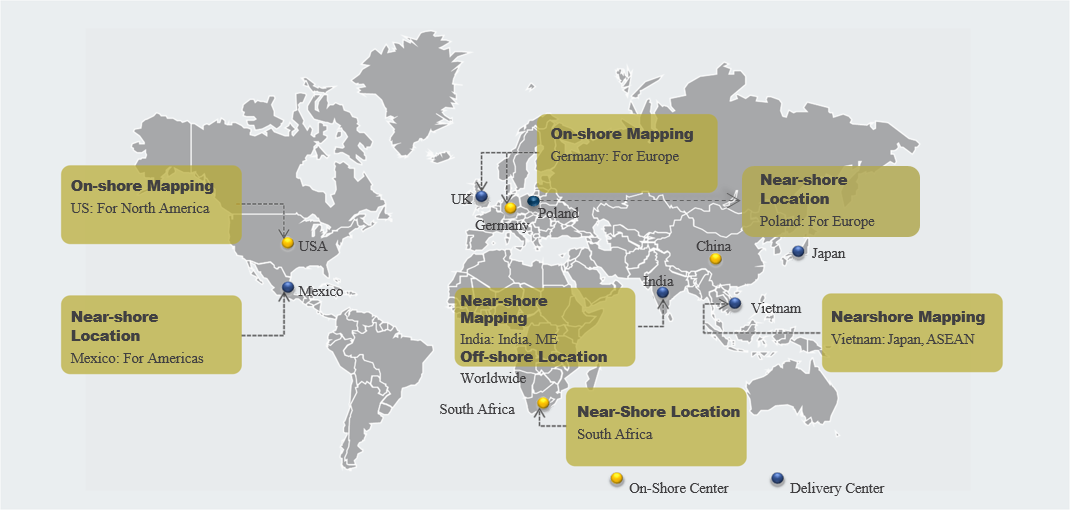 On-shore Mapping
Germany: For Europe
On-shore Mapping
US: For North America
Near-shore
Location
Poland: For Europe
UK
Poland
Germany
USA
China
Japan
India
Mexico
Vietnam
Near-shore
Location
Mexico: For Americas
Near-shore
Mapping
India: India, ME
Off-shore Location
Worldwide
Nearshore Mapping
Vietnam: Japan, ASEAN
South Africa
Near-Shore Location
South Africa
On-Shore Center
Delivery Center